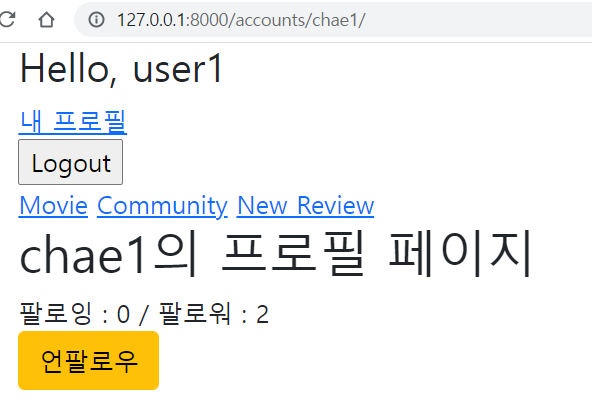 127.0.0.1:8000/accounts/chae1/
Hello, user1
내 프로필
Logout
Movie Community New Review
chae1의 프로필 페이지
팔로잉 : 0 / 팔로워 : 2
언팔로우